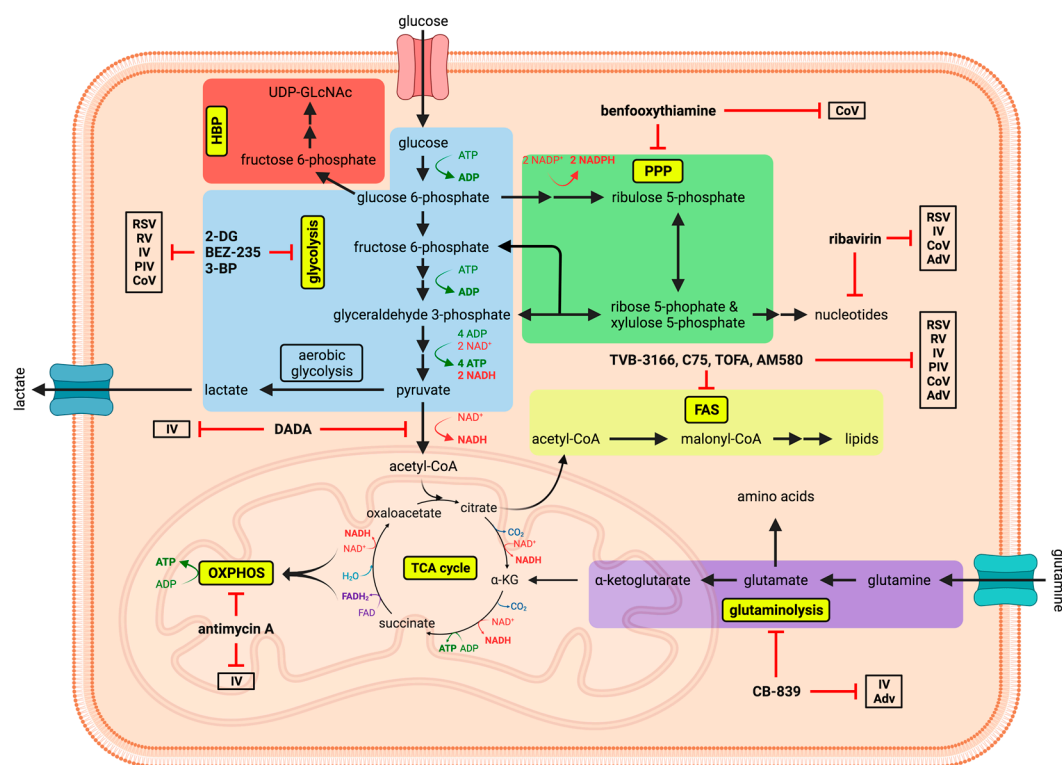 glucose
UDP-GLcNAc
HBP
fructose 6-phosphate
glucose
ATP
ADP
glucose 6-phosphate
benfooxythiamine
CoV
2 NADP⁺ 2 NADPH
PPP
ribulose 5-phosphate
RSV
RV
IV
PIV
CoV
2-DG
BEZ-235
3-BP
glycolysis
fructose 6-phosphate
ATP
ADP
glyceraldehyde 3-phosphate
ribose 5-phophate &
xylulose 5-phosphate
ribavirin
RSV
IV
CoV
AdV
nucleotides
4 ADP
2 NAD⁺
4 ATP
2 NADH
aerobic
glycolysis
lactate
lactate
pyruvate
TVB-3166, C75, TOFA, AM580
RSV
RV
IV
PIV
CoV
AdV
FAS
acetyl-CoA
malonyl-CoA
lipids
IV
DADA
NAD⁺
NADH
acetyl-CoA
oxaloacetate
citrate
CO₂
NAD⁺
NADH
NADH
NAD⁺
ATP
ADP
OXPHOS
H₂O
TCA cycle
α-KG
FADH₂
FAD
succinate
CO₂
NAD⁺
NADH
ATP ADP
antimycin A
IV
amino acids
α-ketoglutarate
glutamate
glutamine
glutamine
glutaminolysis
CB-839
IV
Adv